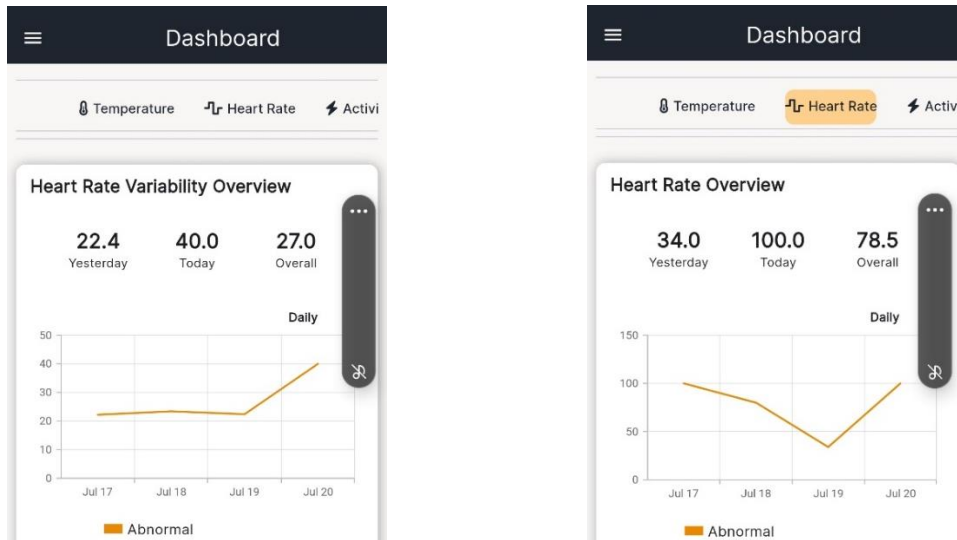 Dashboard
Temperature Heart Rate Activi
Heart Rate Variability Overview
22.4 40.0 27.0
Yesterday Today Overall
Daily
50
40
30
20
10
0
Jul 17 Jul 18 Jul 19 Jul 20
Abnormal
Dashboard
Temperature Heart Rate Activ
Heart Rate Overview
34.0 100.0 78.5
Yesterday Today Overall
Daily
150
100
50
0
Jul 17 Jul 18 Jul 19 Jul 20
Abnormal